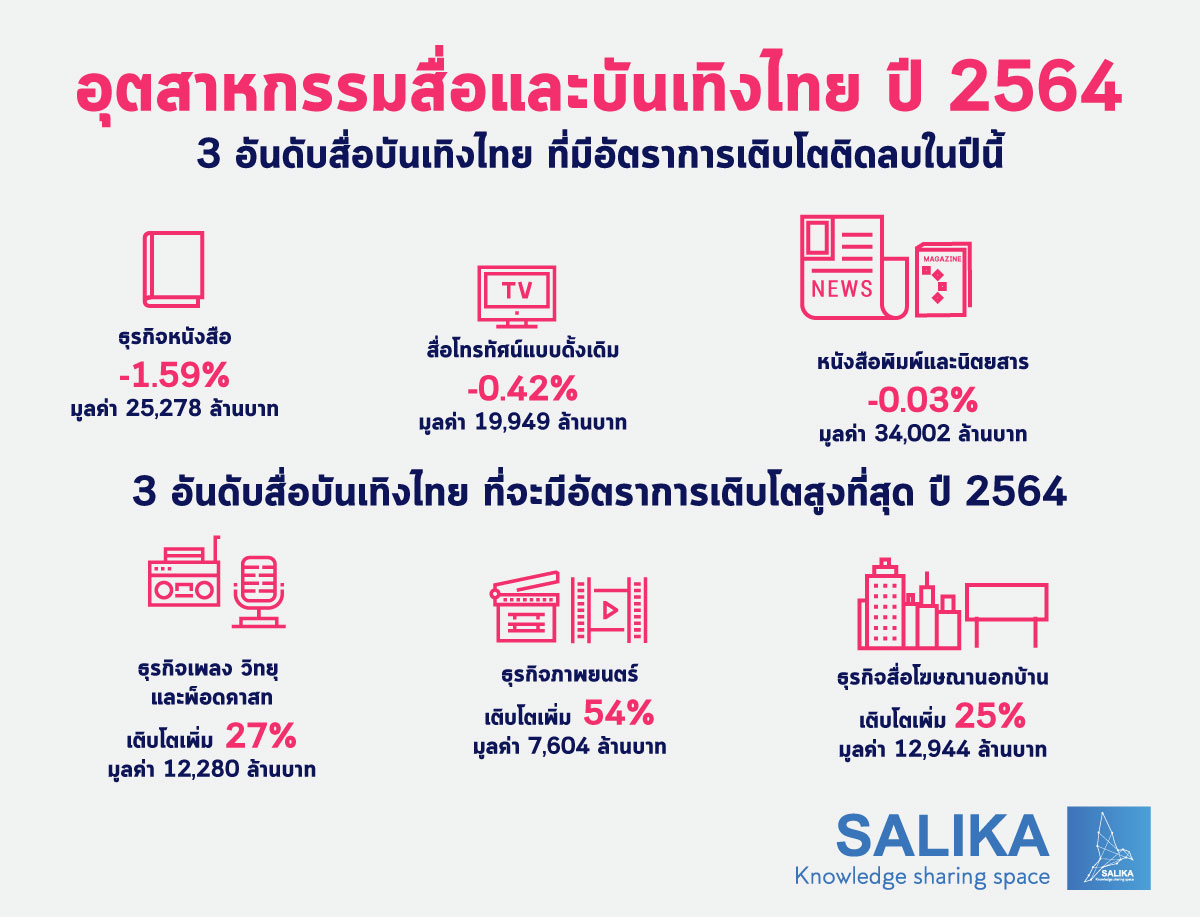 อุตสาหกรรมสื่อและบันเทิงไทย ปี 2564
3 อันดับสื่อบันเทิงไทย ที่มีอัตราการเติบโตติดลบในปีนี้
ธุรกิจหนังสือ
-1.59%
มูลค่า 25,278 ล้านบาท
TV
สื่อโทรทัศน์แบบดั้งเดิม
-0.42%
มูลค่า 19,949 ล้านบาท
NEWS
MAGAZINE
หนังสือพิมพ์และนิตยสาร
-0.03%
มูลค่า 34,002 ล้านบาท
3 อันดับสื่อบันเทิงไทย ที่จะมีอัตราการเติบโตสูงที่สุด ปี 2564
ธุรกิจเพลง วิทยุ
และพ็อดคาสท
เติบโตเพิ่ม 27%
มูลค่า 12,280 ล้านบาท
ธุรกิจภาพยนตร์
เติบโตเพิ่ม 54%
มูลค่า 7,604 ล้านบาท
ธุรกิจสื่อโฆษณานอกบ้าน
เติบโตเพิ่ม 25%
มูลค่า 12,944 ล้านบาท
SALIKA
Knowledge sharing space
SALIKA
Knowledge sharing space